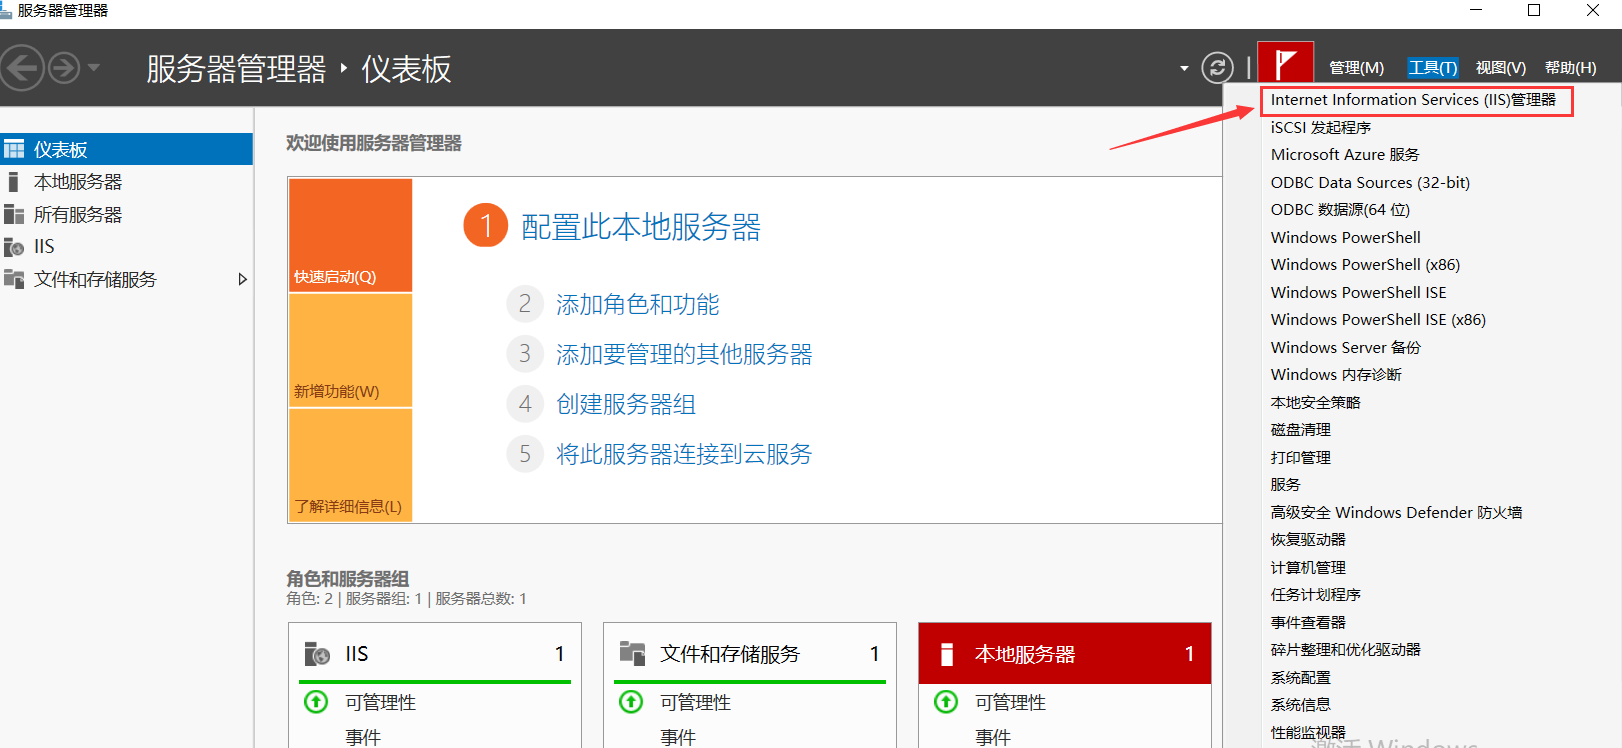 服务器管理器
服务器管理器 ‣ 仪表板
管理(M) 工具(T) 视图(V) 帮助(H)
仪表板
本地服务器
所有服务器
IIS
文件和存储服务
欢迎使用服务器管理器
快速启动(Q)
新增功能(W)
了解详细信息(L)
1 配置此本地服务器
2 添加角色和功能
3 添加要管理的其他服务器
4 创建服务器组
5 将此服务器连接到云服务
角色和服务器组
角色: 2 | 服务器组: 1 | 服务器总数: 1
IIS 1
可管理性
事件
文件和存储服务 1
可管理性
事件
本地服务器 1
可管理性
事件
Internet Information Services (IIS)管理器
iSCSI 发起程序
Microsoft Azure 服务
ODBC Data Sources (32-bit)
ODBC 数据源(64 位)
Windows PowerShell
Windows PowerShell (x86)
Windows PowerShell ISE
Windows PowerShell ISE (x86)
Windows Server 备份
Windows 内存诊断
本地安全策略
磁盘清理
打印管理
服务
高级安全 Windows Defender 防火墙
恢复驱动器
计算机管理
任务计划程序
事件查看器
碎片整理和优化驱动器
系统配置
系统信息
性能监视器
激活 Windows